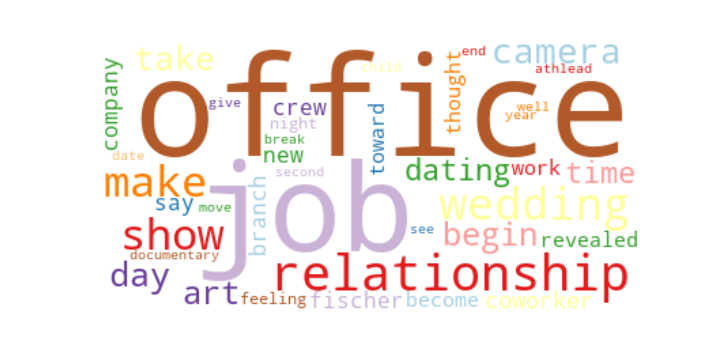 end
take
camera
office
thought
company
child
athlead
give
crew
well
year
toward
night
break
date
new
second
dating
work
time
make
job
branch
say
move
wedding
show
see
begin
revealed
documentary
day
relationship
art
feeling
fischer
become
coworker